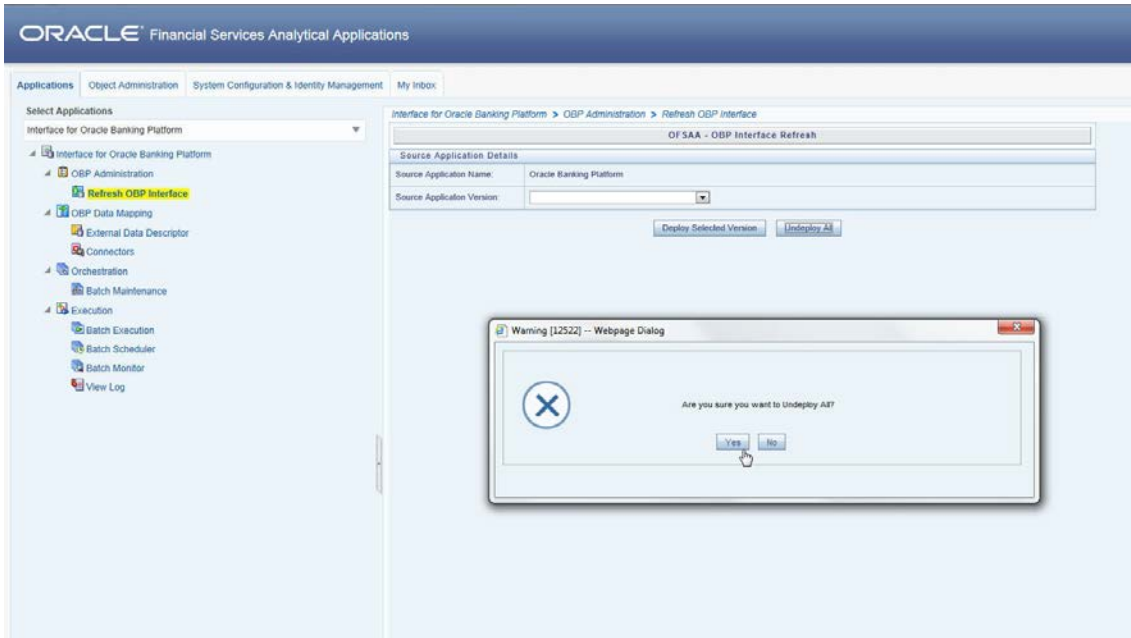 ORACLE® Financial Services Analytical Applications
Applications Object Administration System Configuration & Identity Management My Inbox
Select Applications
Interface for Oracle Banking Platform
Interface for Oracle Banking Platform
OBP Administration
Refresh OBP Interface
OBP Data Mapping
External Data Descriptor
Connectors
Orchestration
Batch Maintenance
Execution
Batch Execution
Batch Scheduler
Batch Monitor
View Log
Interface for Oracle Banking Platform > OBP Administration > Refresh OBP Interface
OFSAA - OBP Interface Refresh
Source Application Details
Source Applicaton Name: Oracle Banking Platform
Source Applicaton Version:
Deploy Selected Version Undeploy All
Warning [12522] -- Webpage Dialog
Are you sure you want to Undeploy All?
Yes No